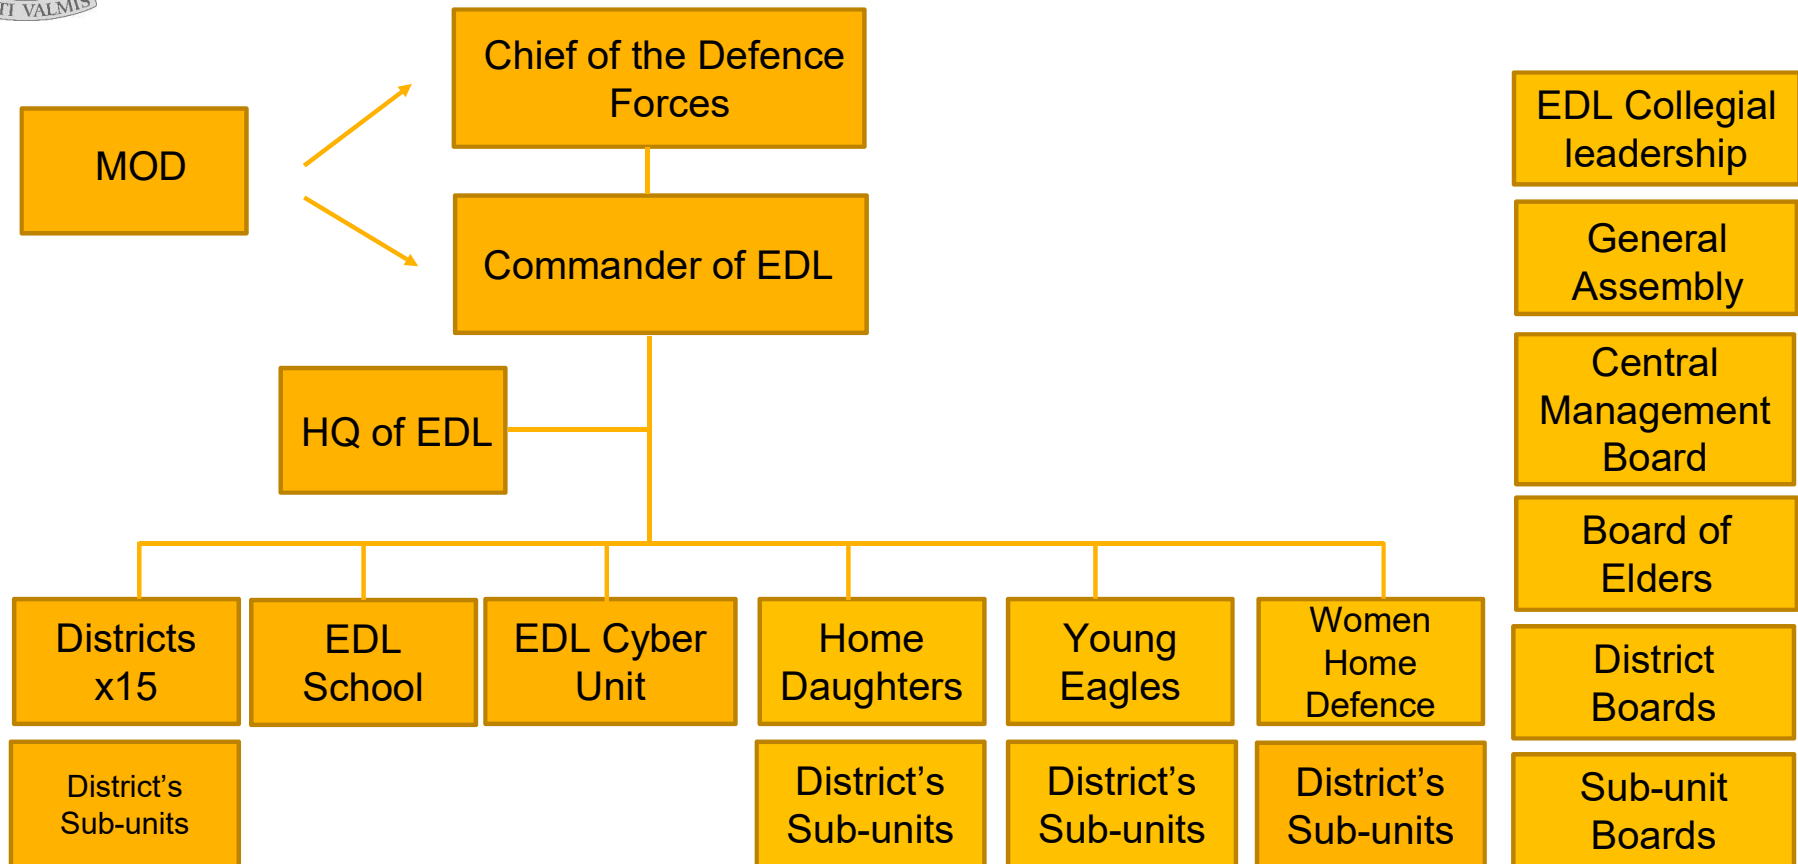 TI VALMIS
Chief of the Defence
Forces
MOD
Commander of EDL
HQ of EDL
Districts
x15
EDL
School
EDL Cyber
Unit
Home
Daughters
Young
Eagles
Women
Home
Defence
District’s
Sub-units
District’s
Sub-units
District’s
Sub-units
District’s
Sub-units
EDL Collegial
leadership
General
Assembly
Central
Management
Board
Board of
Elders
District
Boards
Sub-unit
Boards